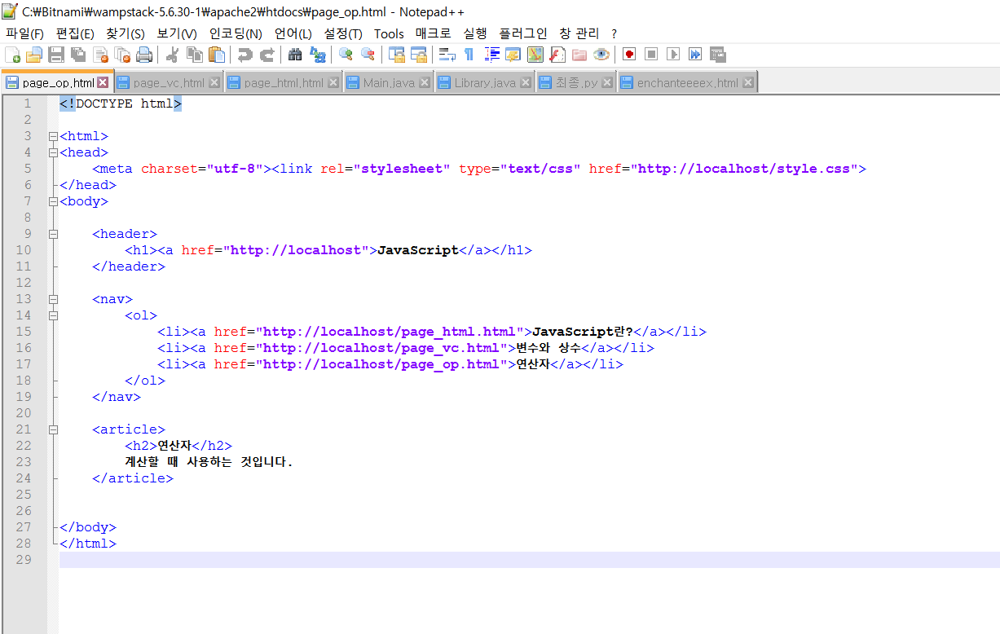 C:₩Bitnami₩wampstack-5.6.30-1₩apache2₩htdocs₩page_op.html - Notepad++
파일(F) 편집(E) 찾기(S) 보기(V) 인코딩(N) 언어(L) 설정(T) Tools 매크로 실행 플러그인 창 관리 ?
page_op.html page_vc.html page_html.html Main.java Library.java 최종.py enchanteeeex.html
1 <!DOCTYPE html>
2
3 <html>
4 <head>
5 <meta charset="utf-8"><link rel="stylesheet" type="text/css" href="http://localhost/style.css">
6 </head>
7 <body>
8
9 <header>
10 <h1><a href="http://localhost">JavaScript</a></h1>
11 </header>
12
13 <nav>
14 <ol>
15 <li><a href="http://localhost/page_html.html">JavaScript란?</a></li>
16 <li><a href="http://localhost/page_vc.html">변수와 상수</a></li>
17 <li><a href="http://localhost/page_op.html">연산자</a></li>
18 </ol>
19 </nav>
20
21 <article>
22 <h2>연산자</h2>
23 계산할 때 사용하는 것입니다.
24 </article>
25
26
27 </body>
28 </html>
29